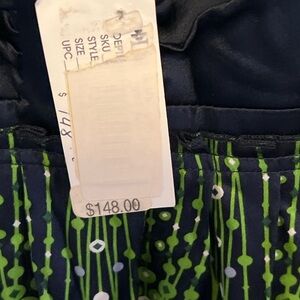 DEPT
SKU
STYLE
SIZE
UPC
$ 148
$148.00